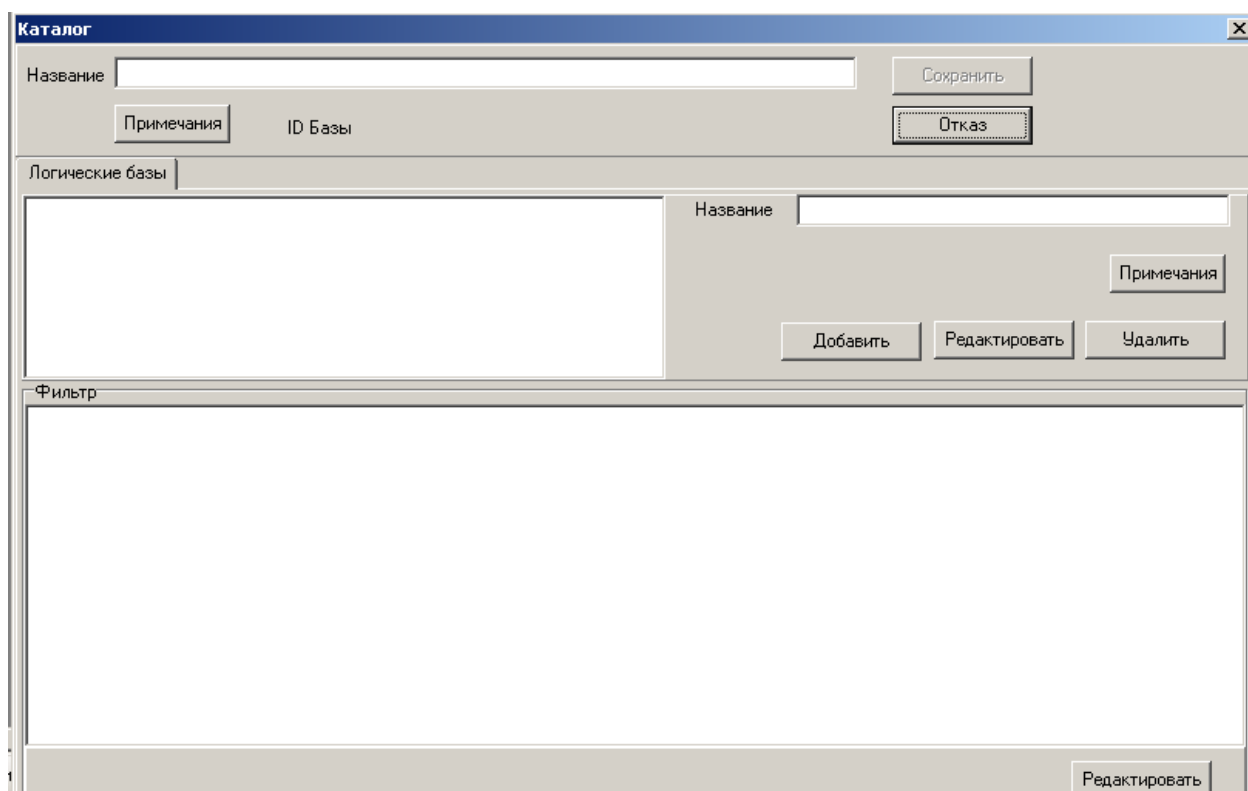 Каталог
Название
Сохранить
Примечания
ID Базы
Отказ
Логические базы
Название
Примечания
Добавить
Редактировать
Удалить
Фильтр
Редактировать